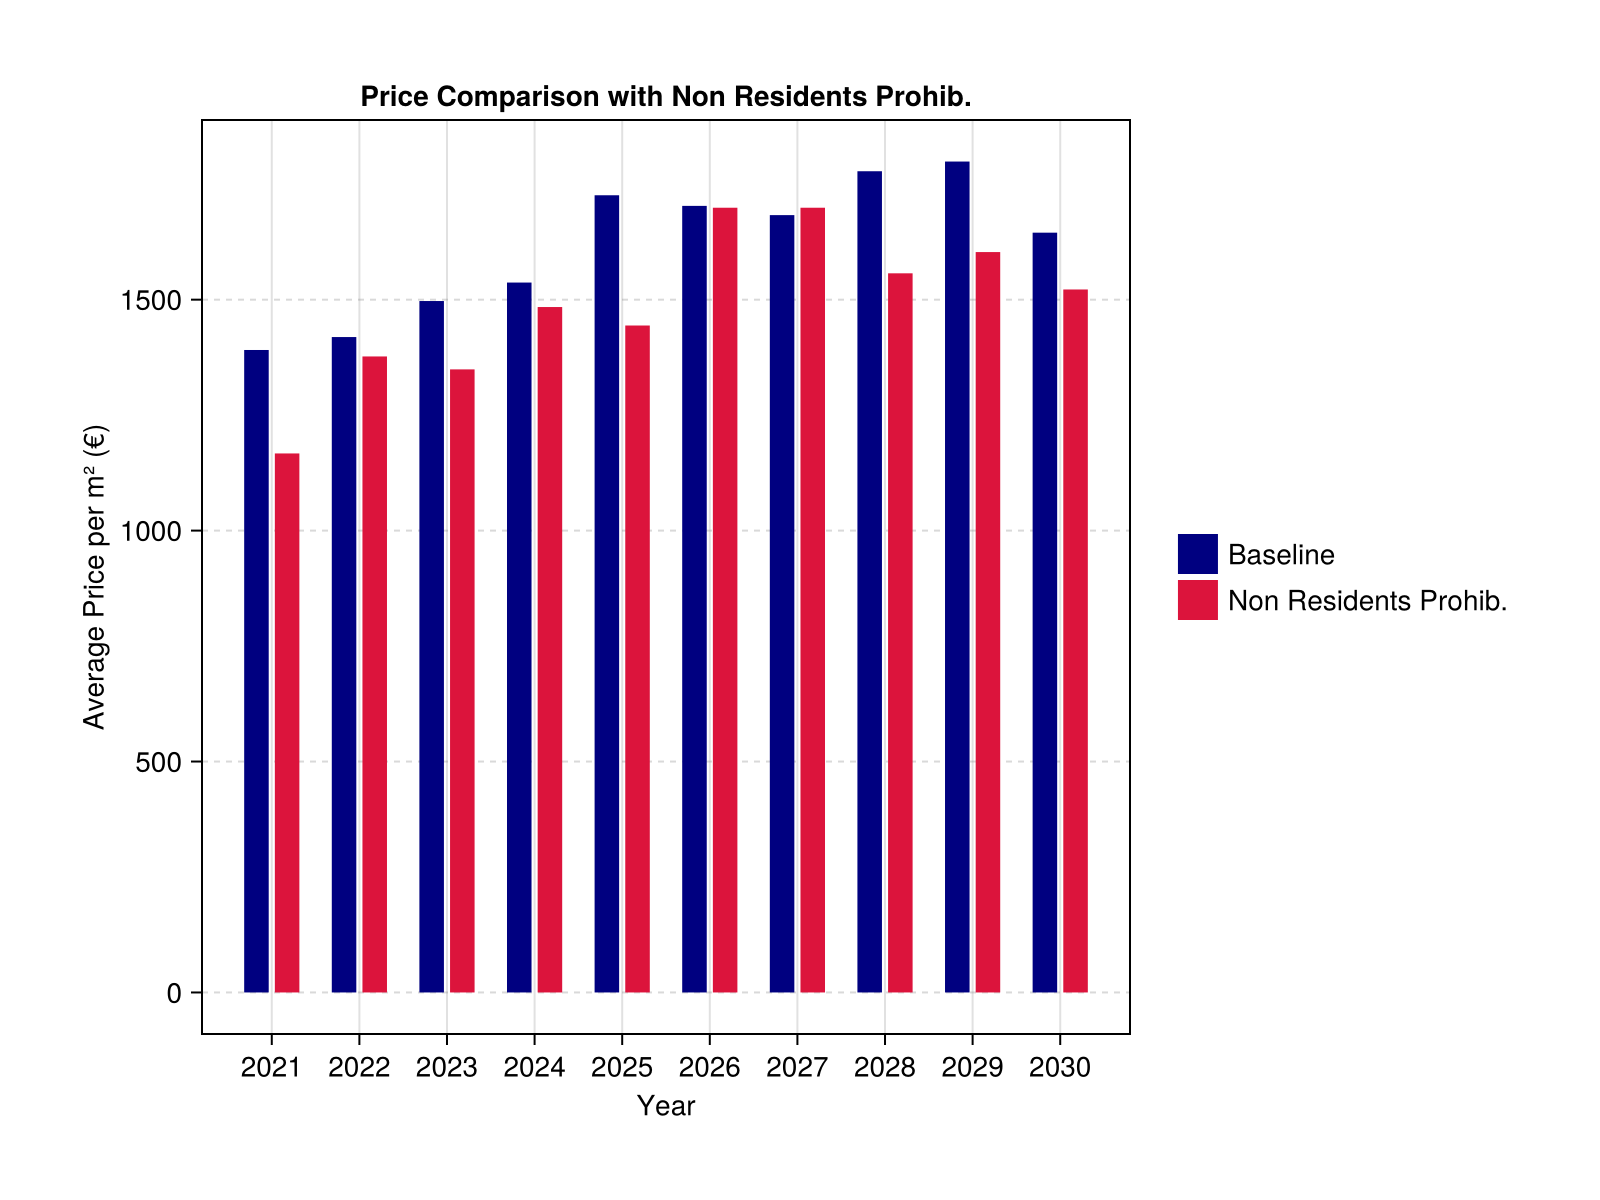 Price Comparison with Non Residents Prohib.
Average Price per m² (€)
1500
1000
500
0
2021 2022 2023 2024 2025 2026 2027 2028 2029 2030
Year
Baseline
Non Residents Prohib.